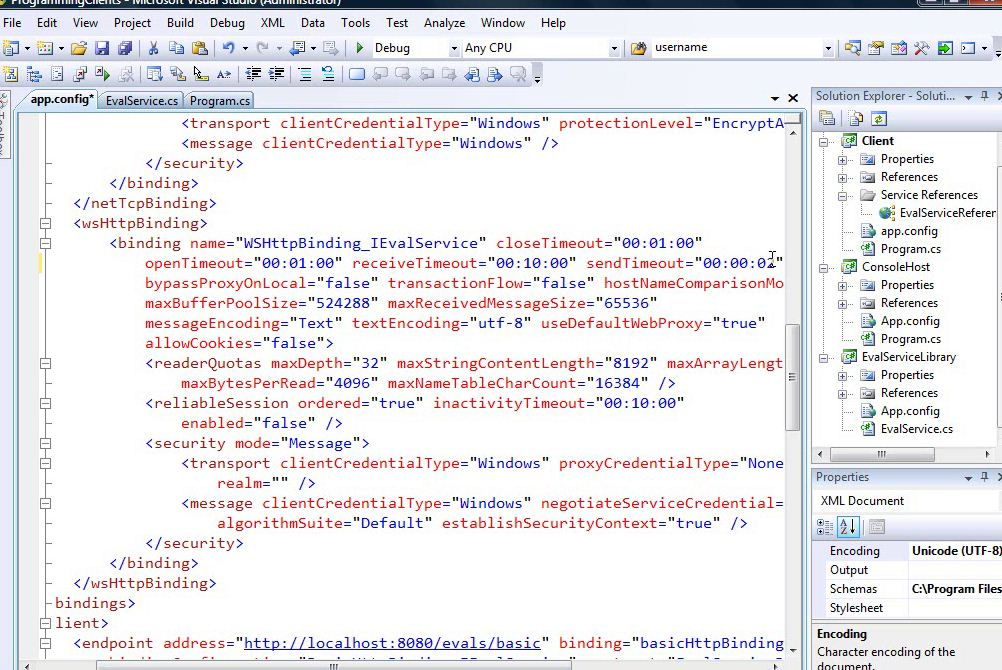 ProgrammingClients - Microsoft Visual Studio (Administrator)
File Edit View Project Build Debug XML Data Tools Test Analyze Window Help
Debug Any CPU username
app.config* EvalService.cs Program.cs
<transport clientCredentialType="Windows" protectionLevel="EncryptA
<message clientCredentialType="Windows" />
</security>
</binding>
</netTcpBinding>
<wsHttpBinding>
<binding name="WSHttpBinding_IEvalService" closeTimeout="00:01:00"
openTimeout="00:01:00" receiveTimeout="00:10:00" sendTimeout="00:00:02"
bypassProxyOnLocal="false" transactionFlow="false" hostNameComparisonMo
maxBufferPoolSize="524288" maxReceivedMessageSize="65536"
messageEncoding="Text" textEncoding="utf-8" useDefaultWebProxy="true"
allowCookies="false">
<readerQuotas maxDepth="32" maxStringContentLength="8192" maxArrayLengt
maxBytesPerRead="4096" maxNameTableCharCount="16384" />
<reliableSession ordered="true" inactivityTimeout="00:10:00"
enabled="false" />
<security mode="Message">
<transport clientCredentialType="Windows" proxyCredentialType="None
realm="" />
<message clientCredentialType="Windows" negotiateServiceCredential=
algorithmSuite="Default" establishSecurityContext="true" />
</security>
</binding>
</wsHttpBinding>
bindings>
lient>
<endpoint address="http://localhost:8080/evals/basic" binding="basicHttpBinding
Solution Explorer - Soluti...
Client
Properties
References
Service References
EvalServiceReferer
app.config
Program.cs
ConsoleHost
Properties
References
App.config
Program.cs
EvalServiceLibrary
Properties
References
App.config
EvalService.cs
Properties
XML Document
Encoding Unicode (UTF-8)
Output
Schemas C:\Program Files
Stylesheet
Encoding
Character encoding of the
document.